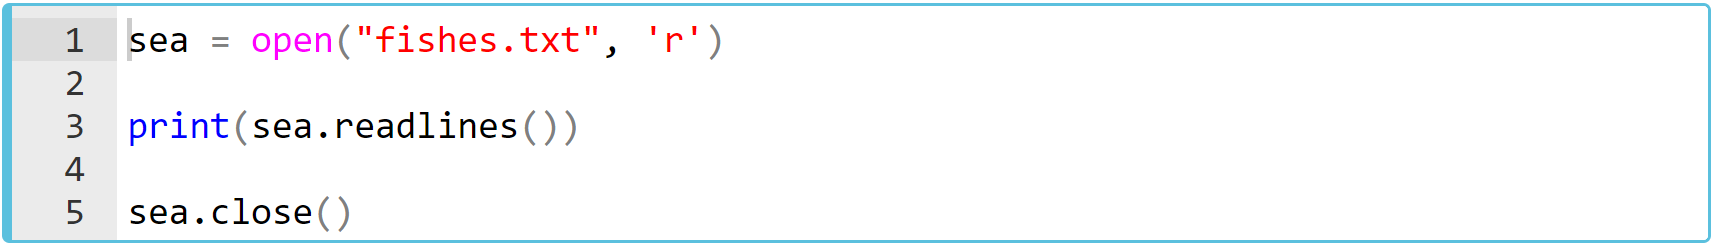 1 sea = open("fishes.txt", 'r')
2
3 print(sea.readlines())
4
5 sea.close()